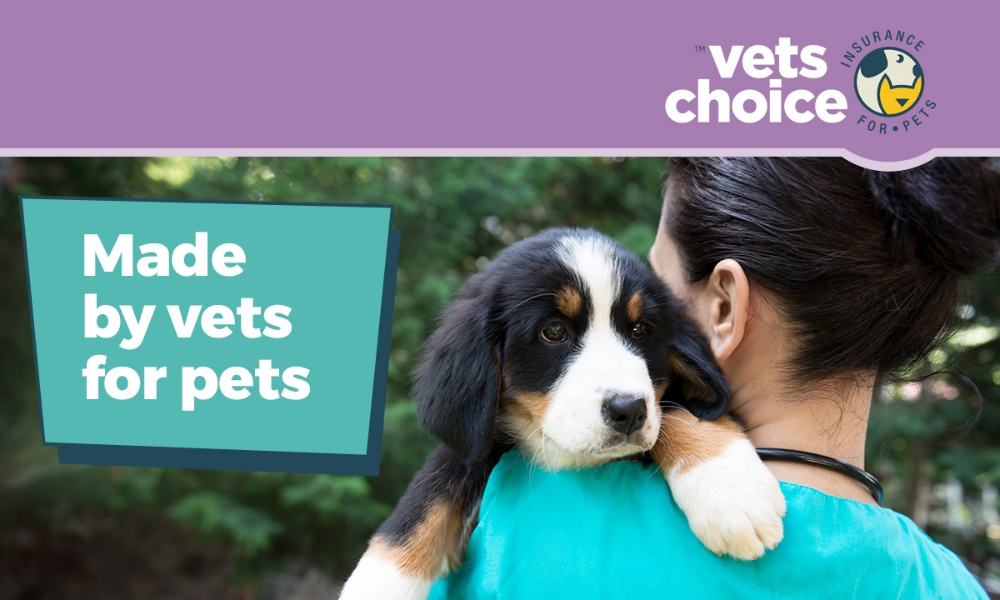 ™ vets
choice
INSURANCE
FOR • PETS
Made
by vets
for pets